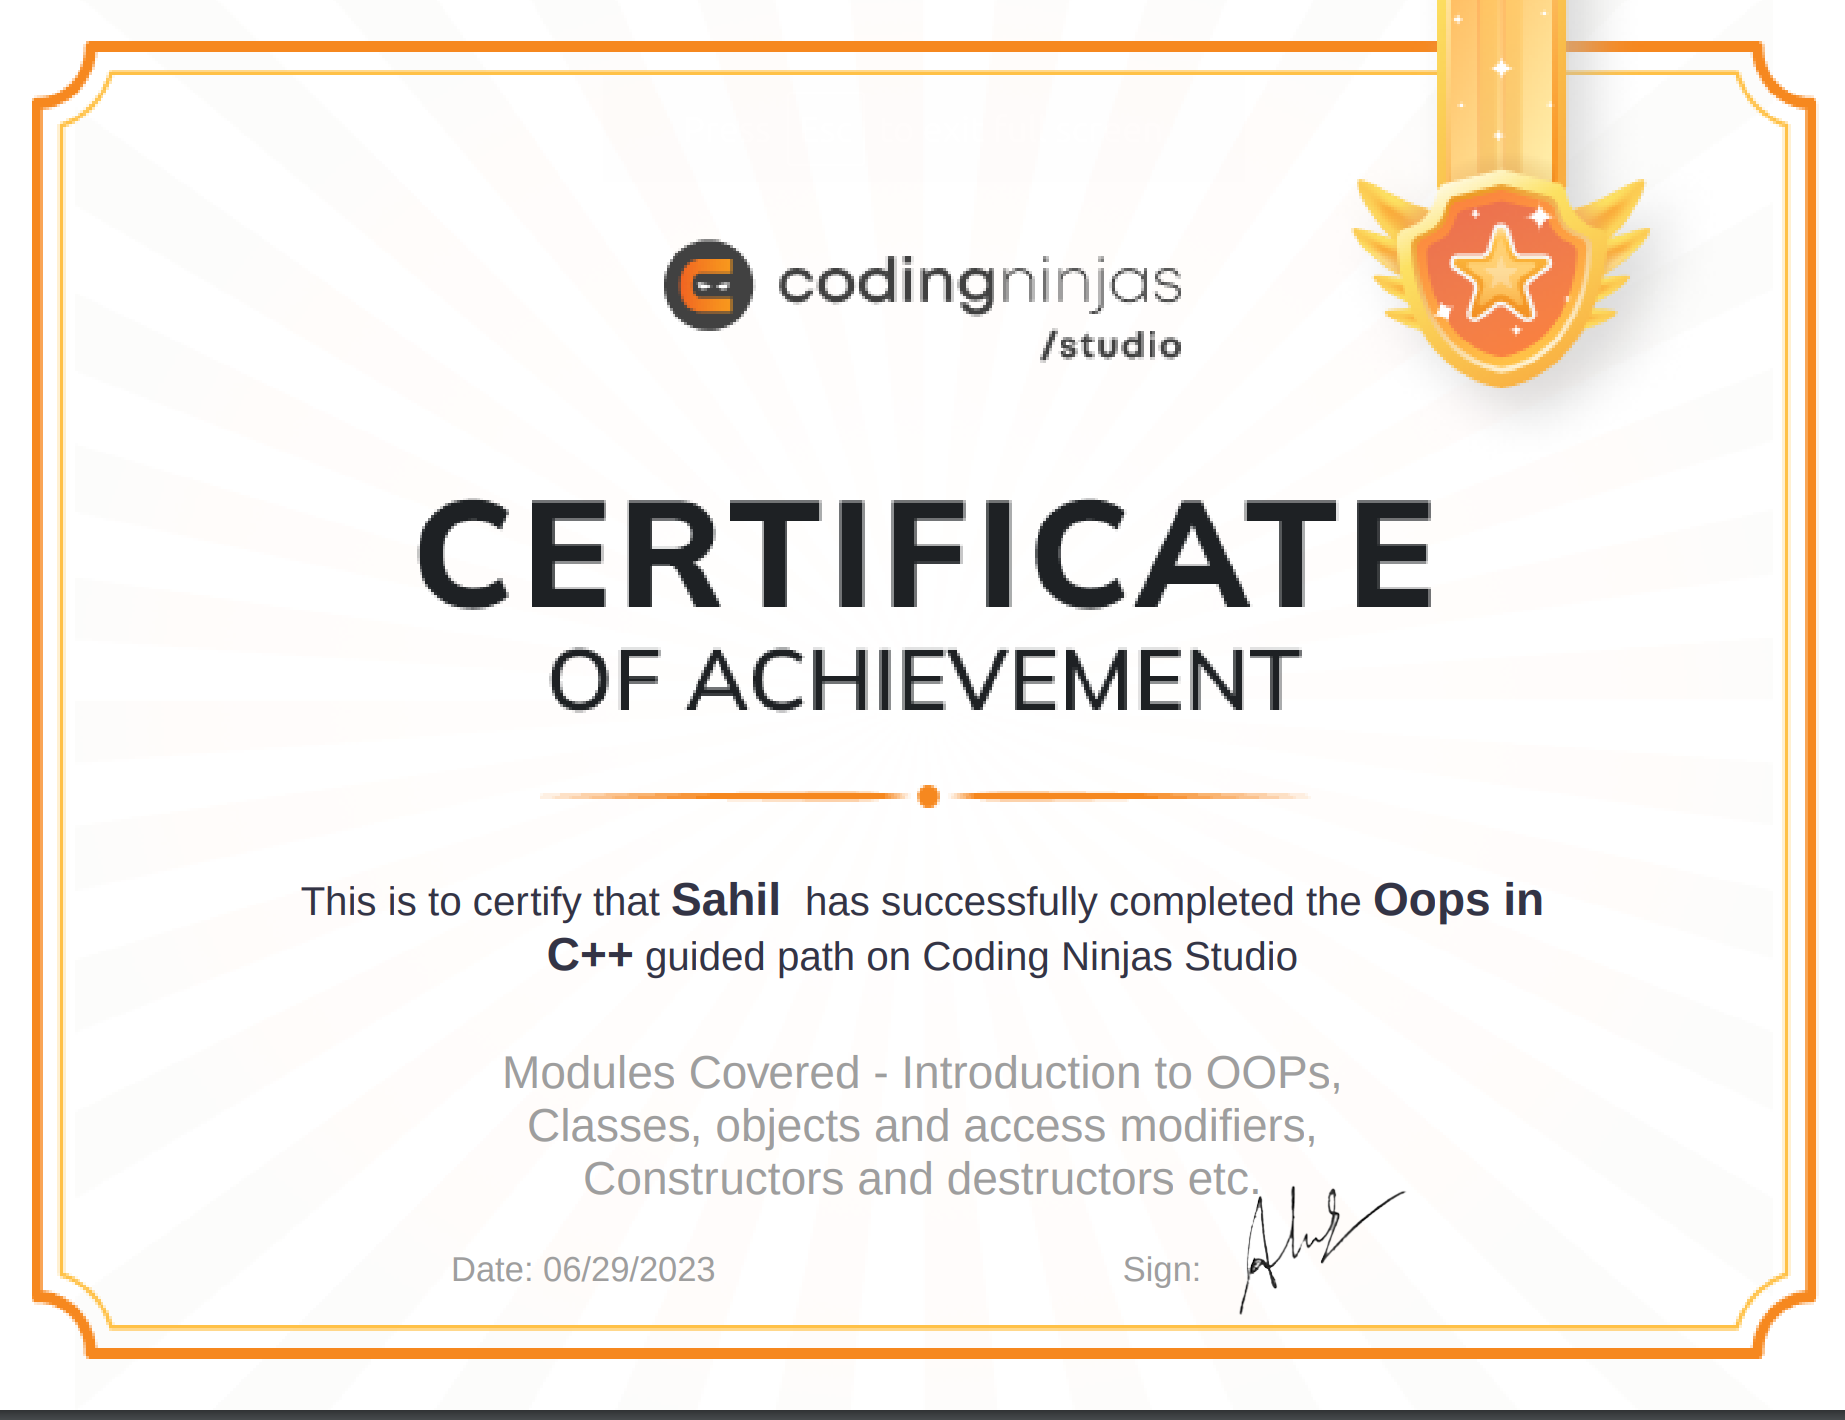 codingninjas
/studio
CERTIFICATE
OF ACHIEVEMENT
This is to certify that Sahil has successfully completed the Oops in
C++ guided path on Coding Ninjas Studio
Modules Covered - Introduction to OOPs,
Classes, objects and access modifiers,
Constructors and destructors etc.
Date: 06/29/2023
Sign: